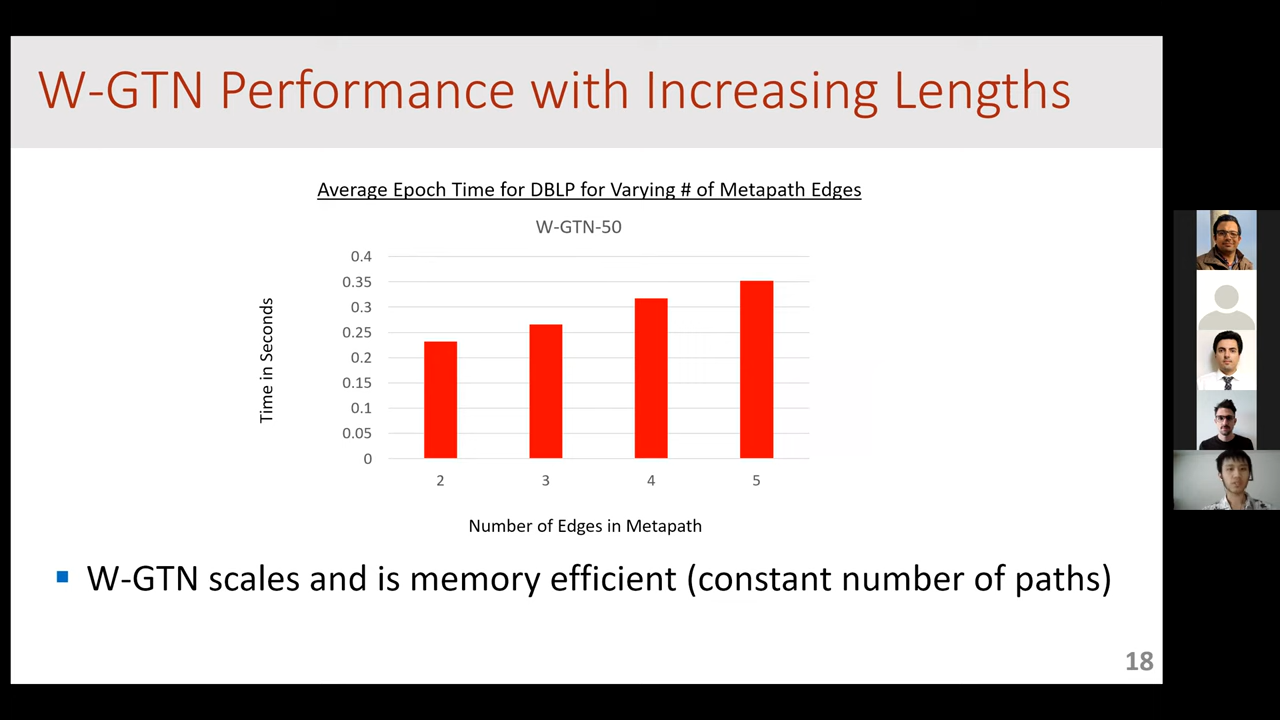 W-GTN Performance with Increasing Lengths
Average Epoch Time for DBLP for Varying # of Metapath Edges
W-GTN-50
0.4
0.35
0.3
0.25
0.2
0.15
0.1
0.05
0
Time in Seconds
2 3 4 5
Number of Edges in Metapath
▪ W-GTN scales and is memory efficient (constant number of paths)
18